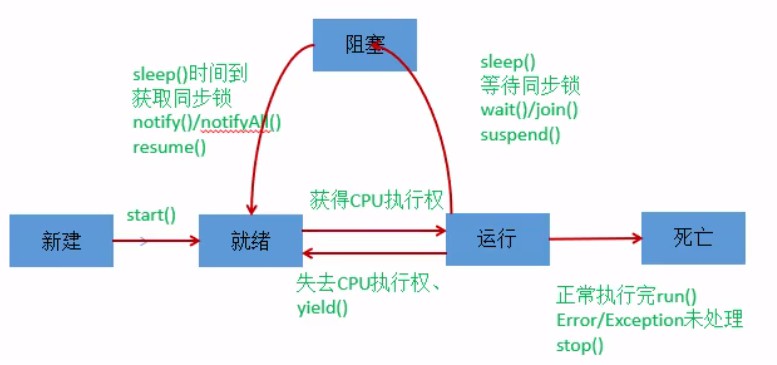 阻塞
sleep()时间到
获取同步锁
notify()/notifyAll()
resume()
sleep()
等待同步锁
wait()/join()
suspend()
新建
start()
就绪
获得CPU执行权
失去CPU执行权、
yield()
运行
死亡
正常执行完run()
Error/Exception未处理
stop()